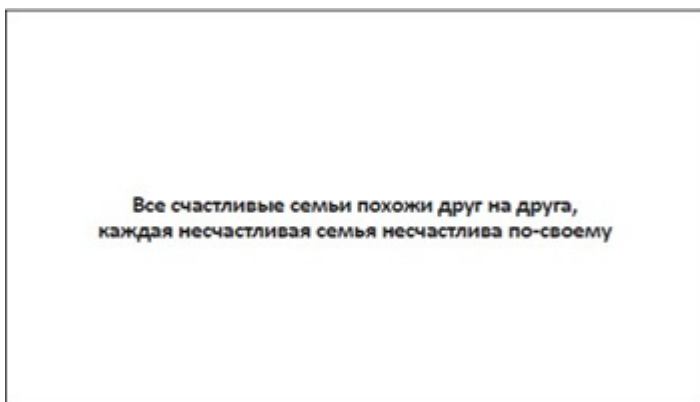 Все счастливые семьи похожи друг на друга,
каждая несчастливая семья несчастлива по-своему